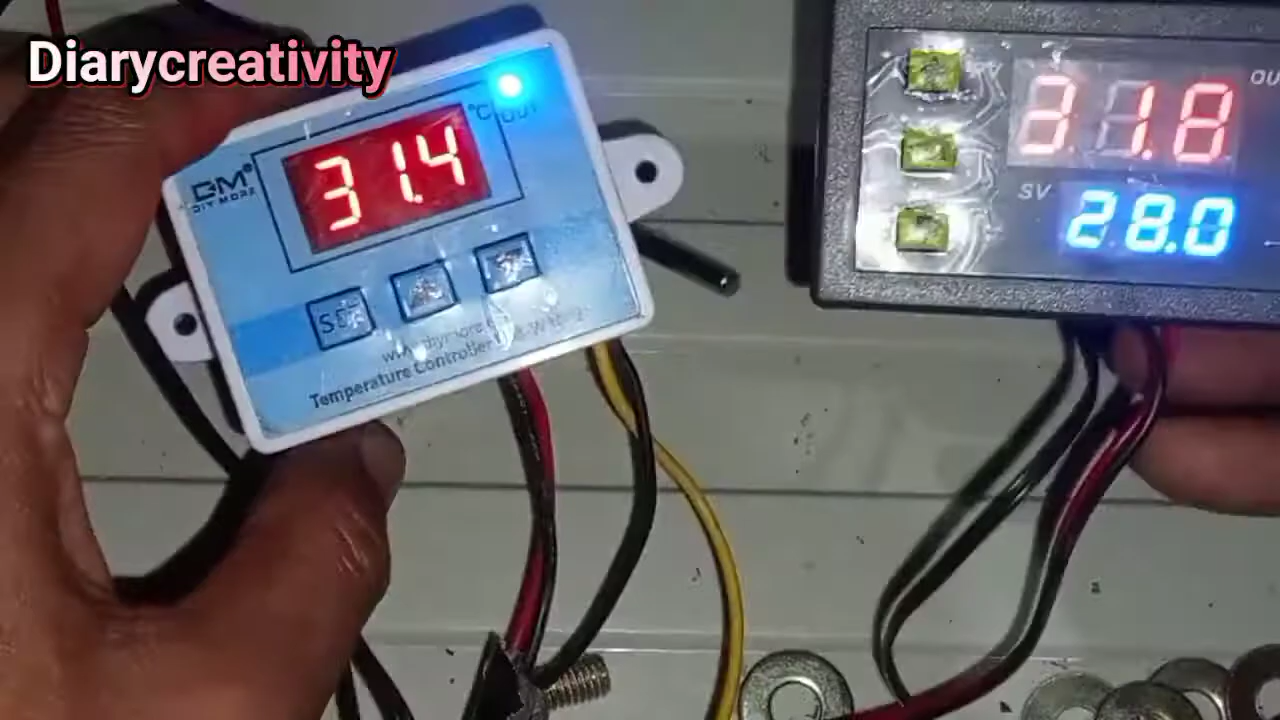 Diarycreativity
31.4
°C
OUT
DM®
DIY MORE
SET
Temperature Controller
31.8
SV
28.0